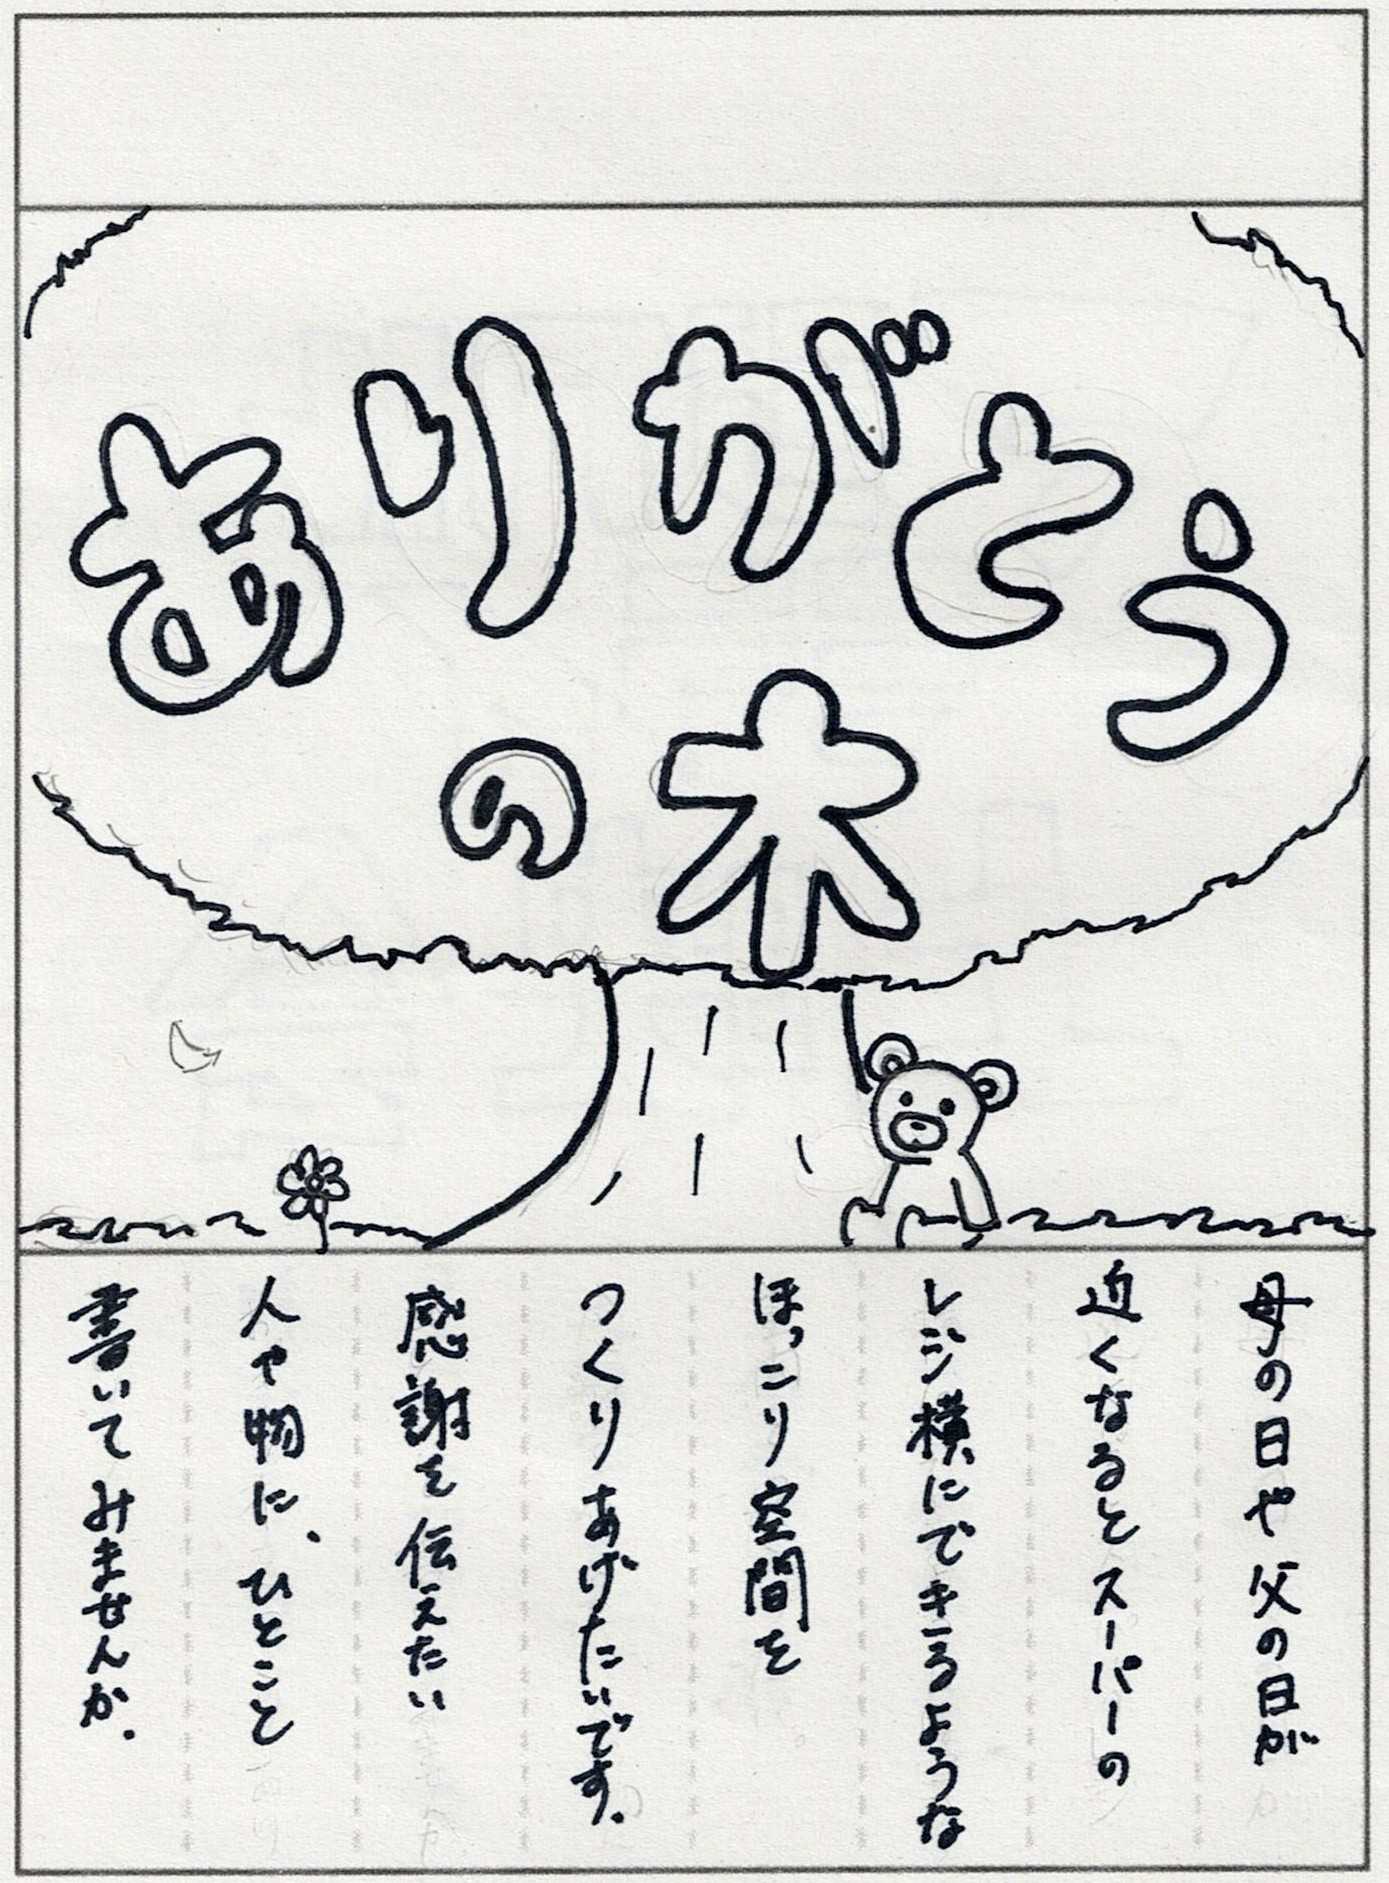 ありがとう
の木
母の日や父の日が
近くなるとスーパーの
レジ横にできるような
ほっこり空間を
つくりあげたいです.
感謝を伝えたい
人や物に、ひとこと
書いてみませんか.